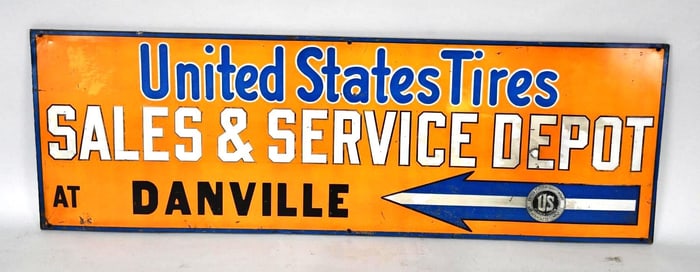 United States Tires
SALES & SERVICE DEPOT
AT DANVILLE
US